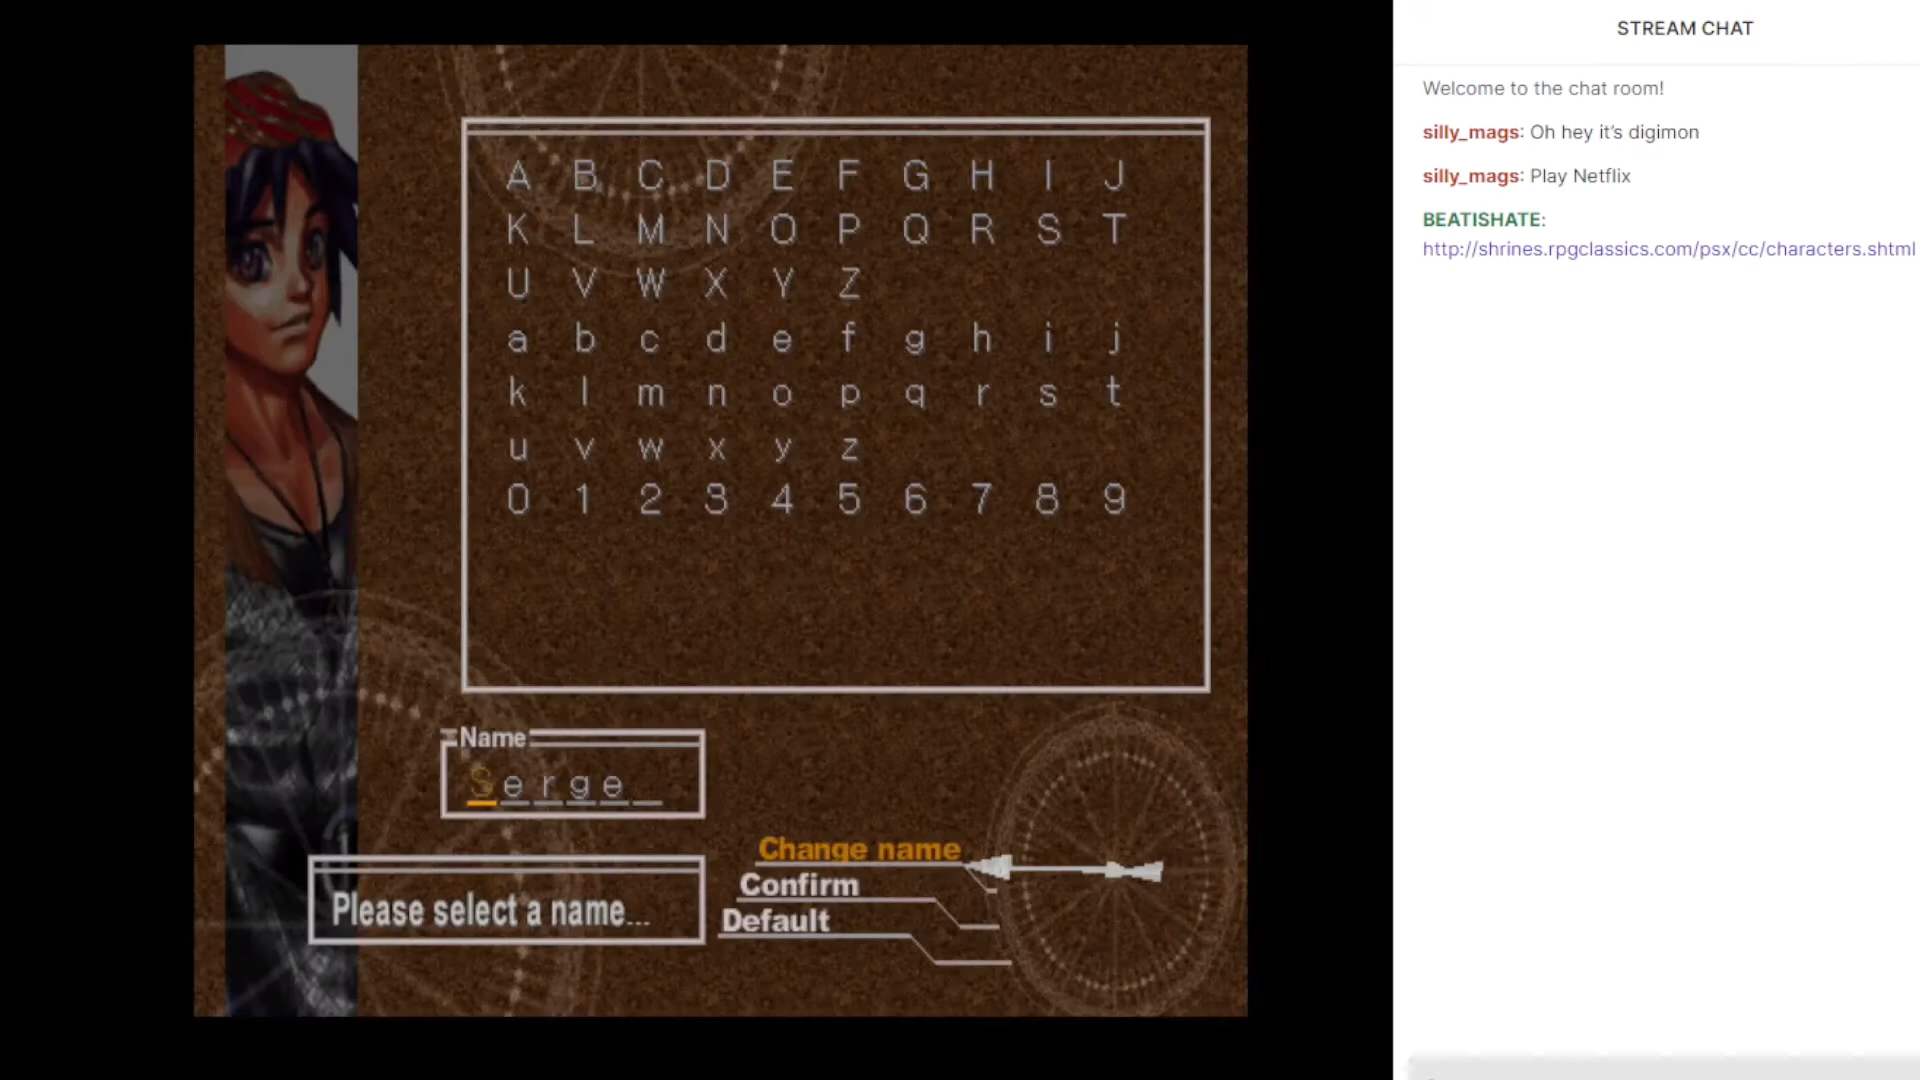 A B C D E F G H I J
K L M N O P Q R S T
U V W X Y Z
a b c d e f g h i j
k l m n o p q r s t
u v w x y z
0 1 2 3 4 5 6 7 8 9
Name
Serge
Please select a name...
Change name
Confirm
Default
STREAM CHAT
Welcome to the chat room!
silly_mags: Oh hey it's digimon
silly_mags: Play Netflix
BEATISHATE:
http://shrines.rpgclassics.com/psx/cc/characters.shtml